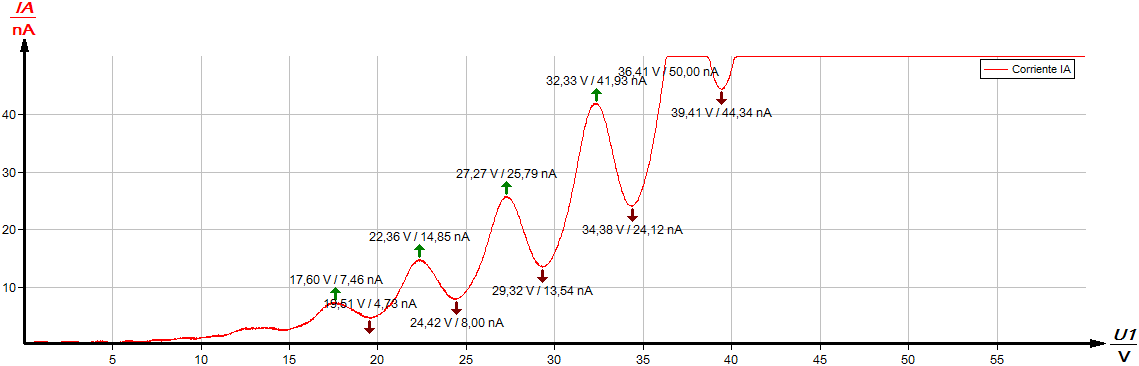 IA
nA
36,41 V / 50,00 nA
Corriente IA
32,33 V / 41,93 nA
39,41 V / 44,34 nA
40
27,27 V / 25,79 nA
30
22,36 V / 14,85 nA
34,38 V / 24,12 nA
20
17,60 V / 7,46 nA
29,32 V / 13,54 nA
10
19,51 V / 4,73 nA
24,42 V / 8,00 nA
U1
V
5 10 15 20 25 30 35 40 45 50 55